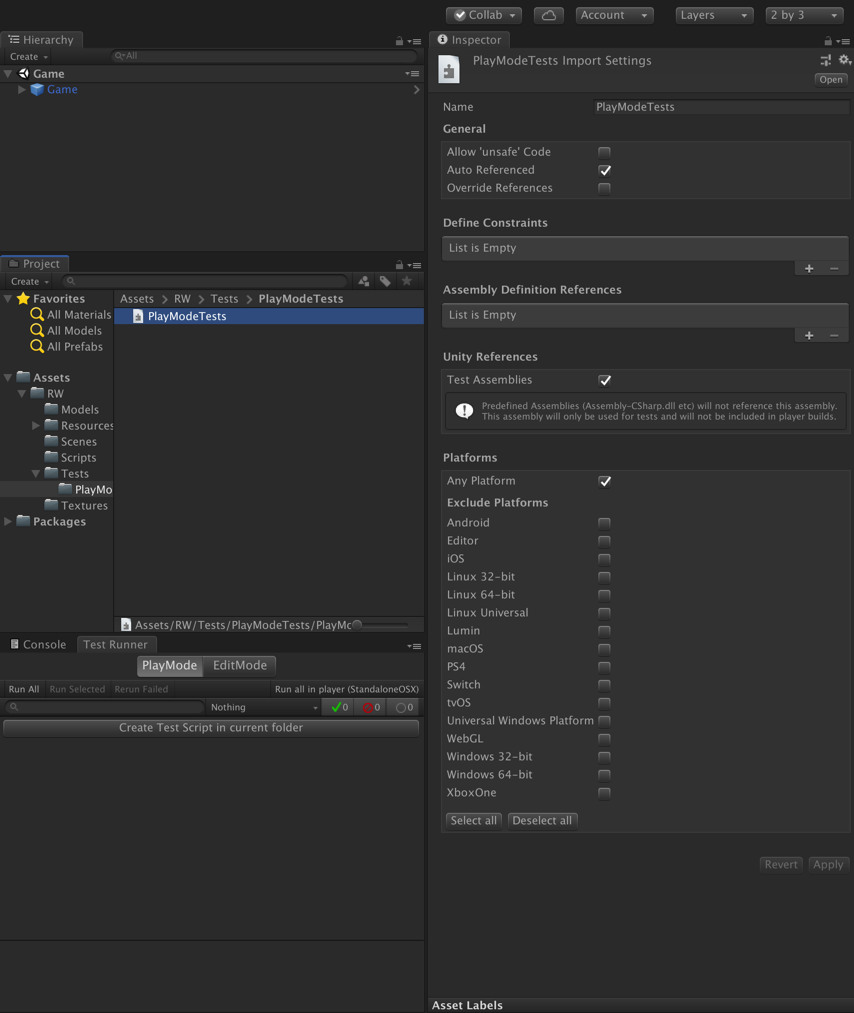 Collab
Account
Layers
2 by 3
Hierarchy
Create
All
Game
Game
Project
Create
Favorites
All Materials
All Models
All Prefabs
Assets
RW
Models
Resources
Scenes
Scripts
Tests
PlayMo
Textures
Packages
Assets > RW > Tests > PlayModeTests
PlayModeTests
Assets/RW/Tests/PlayModeTests/PlayMo
Console
Test Runner
PlayMode
EditMode
Run All
Run Selected
Rerun Failed
Run all in player (StandaloneOSX)
Nothing
0
0
0
Create Test Script in current folder
Inspector
PlayModeTests Import Settings
Open
Name
PlayModeTests
General
Allow 'unsafe' Code
Auto Referenced
Override References
Define Constraints
List is Empty
+ −
Assembly Definition References
List is Empty
+ −
Unity References
Test Assemblies
Predefined Assemblies (Assembly-CSharp.dll etc) will not reference this assembly.
This assembly will only be used for tests and will not be included in player builds.
Platforms
Any Platform
Exclude Platforms
Android
Editor
iOS
Linux 32-bit
Linux 64-bit
Linux Universal
Lumin
macOS
PS4
Switch
tvOS
Universal Windows Platform
WebGL
Windows 32-bit
Windows 64-bit
XboxOne
Select all
Deselect all
Revert
Apply
Asset Labels